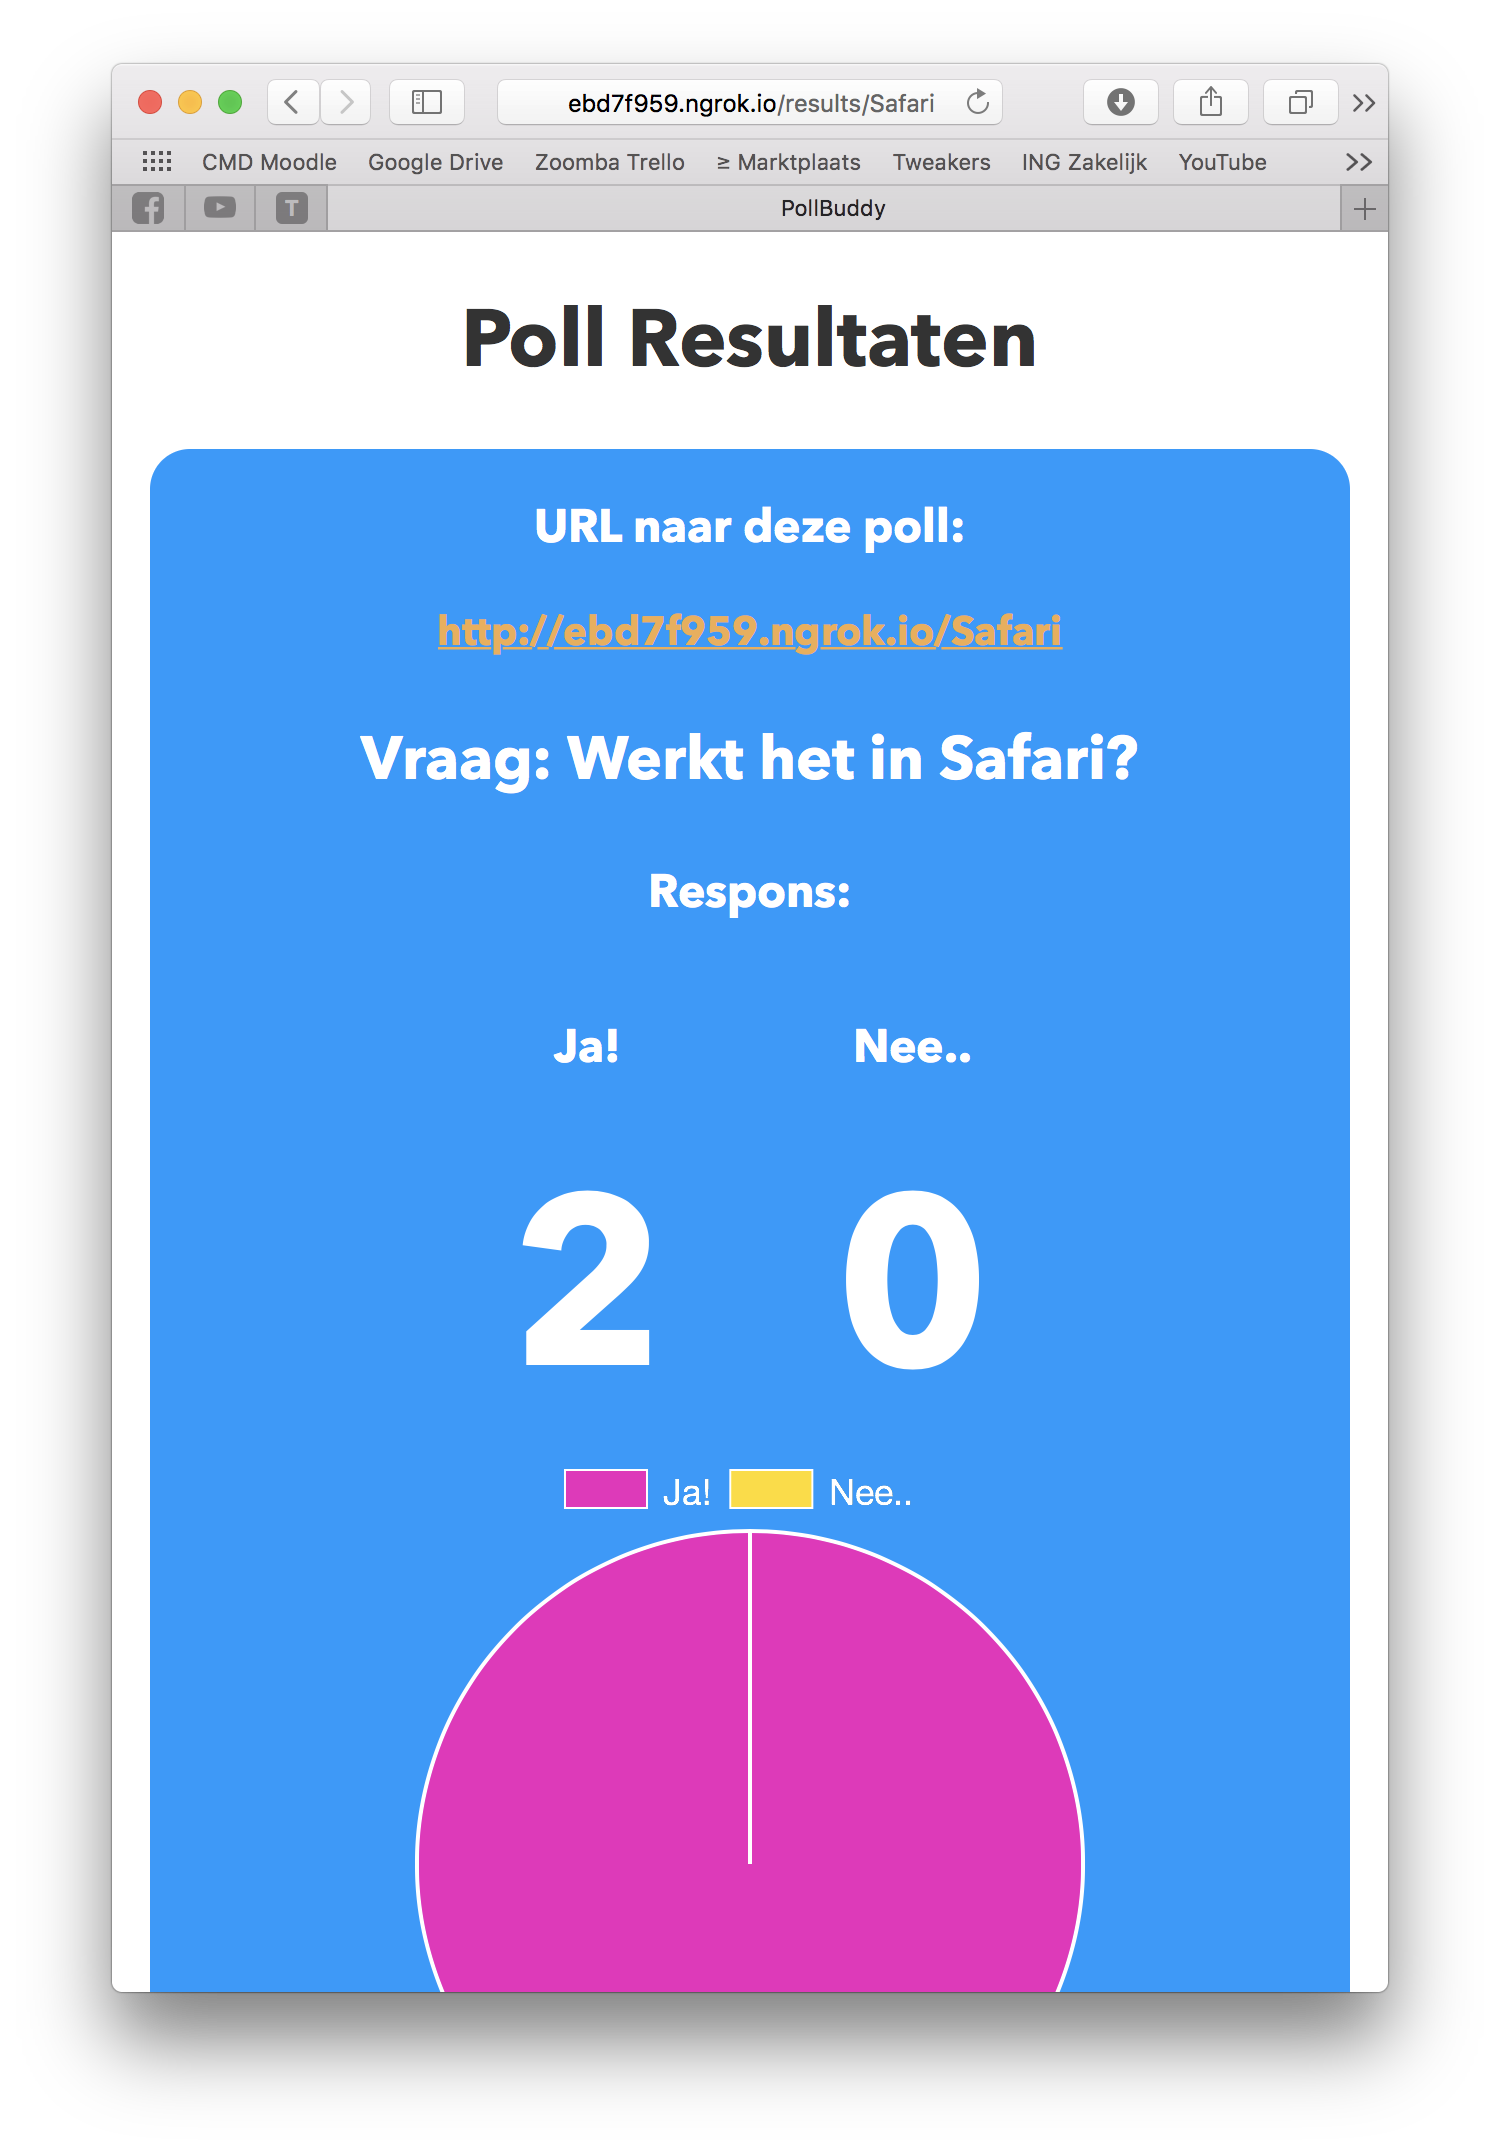 ebd7f959.ngrok.io/results/Safari
CMD Moodle Google Drive Zoomba Trello ≥ Marktplaats Tweakers ING Zakelijk YouTube
T PollBuddy
Poll Resultaten
URL naar deze poll:
http://ebd7f959.ngrok.io/Safari
Vraag: Werkt het in Safari?
Respons:
Ja! Nee..
2 0
Ja! Nee..